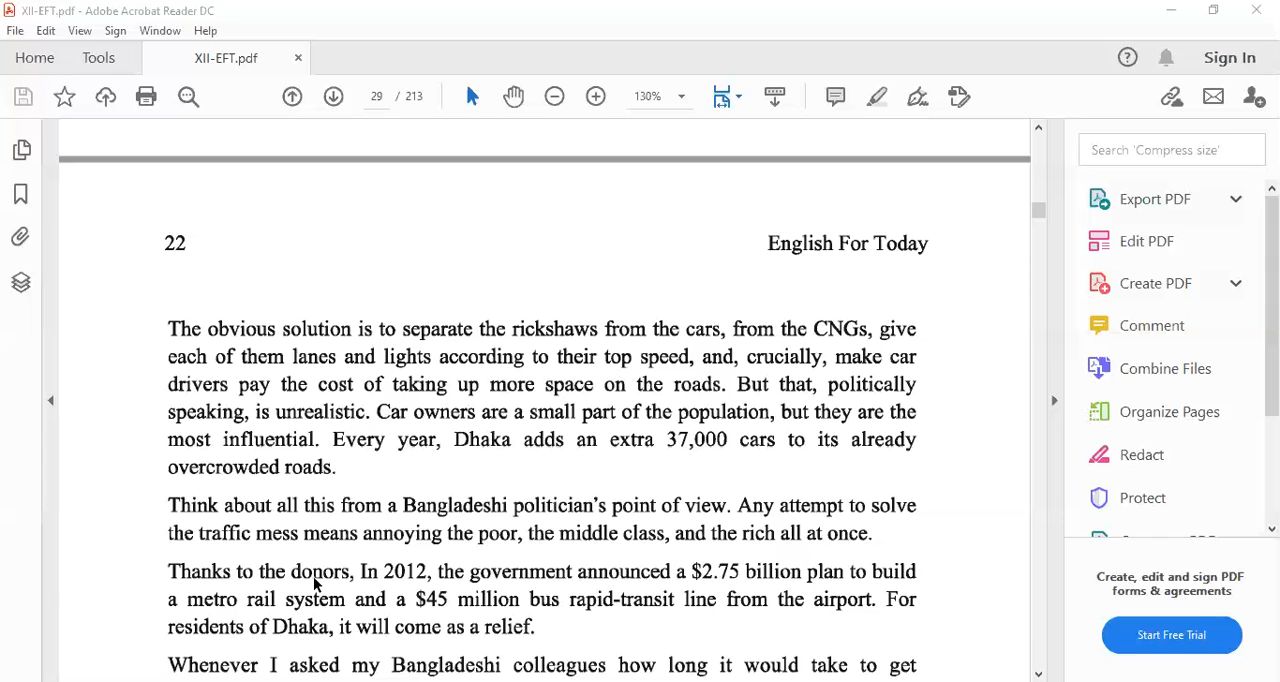 XII-EFT.pdf - Adobe Acrobat Reader DC
File Edit View Sign Window Help
Home Tools XII-EFT.pdf × Sign In
29 / 213 130%
Search 'Compress size'
Export PDF
Edit PDF
Create PDF
Comment
Combine Files
Organize Pages
Redact
Protect
Create, edit and sign PDF
forms & agreements
Start Free Trial
22 English For Today
The obvious solution is to separate the rickshaws from the cars, from the CNGs, give
each of them lanes and lights according to their top speed, and, crucially, make car
drivers pay the cost of taking up more space on the roads. But that, politically
speaking, is unrealistic. Car owners are a small part of the population, but they are the
most influential. Every year, Dhaka adds an extra 37,000 cars to its already
overcrowded roads.
Think about all this from a Bangladeshi politician's point of view. Any attempt to solve
the traffic mess means annoying the poor, the middle class, and the rich all at once.
Thanks to the donors, In 2012, the government announced a $2.75 billion plan to build
a metro rail system and a $45 million bus rapid-transit line from the airport. For
residents of Dhaka, it will come as a relief.
Whenever I asked my Bangladeshi colleagues how long it would take to get